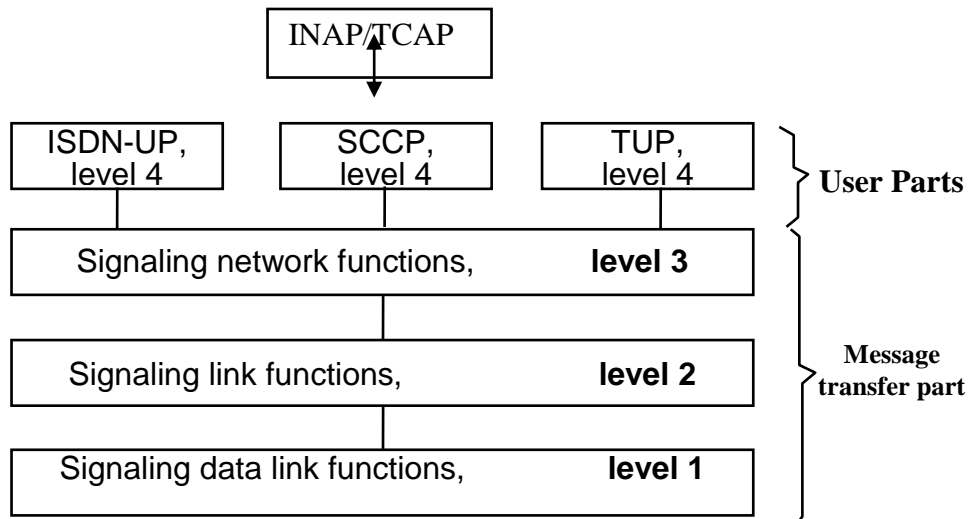 INAP/TCAP
ISDN-UP,
level 4
SCCP,
level 4
TUP,
level 4
User Parts
Signaling network functions, level 3
Signaling link functions, level 2
Message
transfer part
Signaling data link functions, level 1